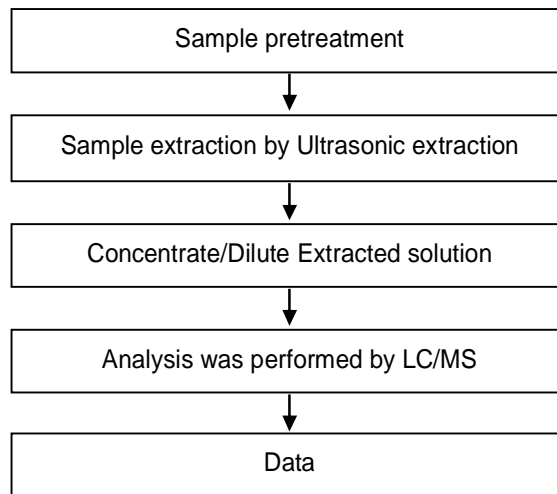 Sample pretreatment
Sample extraction by Ultrasonic extraction
Concentrate/Dilute Extracted solution
Analysis was performed by LC/MS
Data